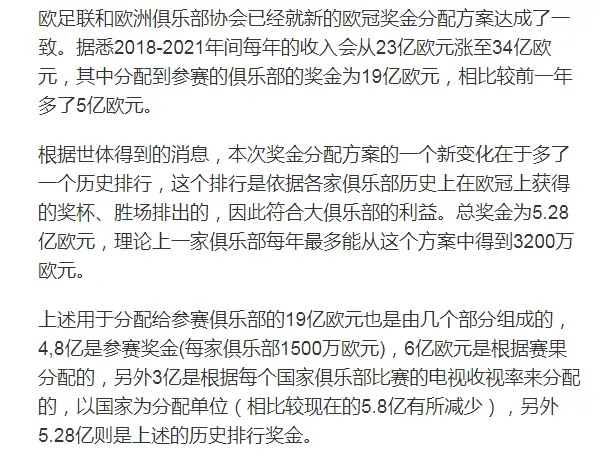 欧足联和欧洲俱乐部协会已经就新的欧冠奖金分配方案达成了一
致。据悉2018-2021年间每年的收入会从23亿欧元涨至34亿欧
元，其中分配到参赛的俱乐部的奖金为19亿欧元，相比较前一年
多了5亿欧元。
根据世体得到的消息，本次奖金分配方案的一个新变化在于多了
一个历史排行，这个排行是依据各家俱乐部历史上在欧冠上获得
的奖杯、胜场排出的，因此符合大俱乐部的利益。总奖金为5.28
亿欧元，理论上一家俱乐部每年最多能从这个方案中得到3200万
欧元。
上述用于分配给参赛俱乐部的19亿欧元也是由几个部分组成的，
4,8亿是参赛奖金(每家俱乐部1500万欧元)，6亿欧元是根据赛果
分配的，另外3亿是根据每个国家俱乐部比赛的电视收视率来分配
的，以国家为分配单位（相比较现在的5.8亿有所减少），另外
5.28亿则是上述的历史排行奖金。